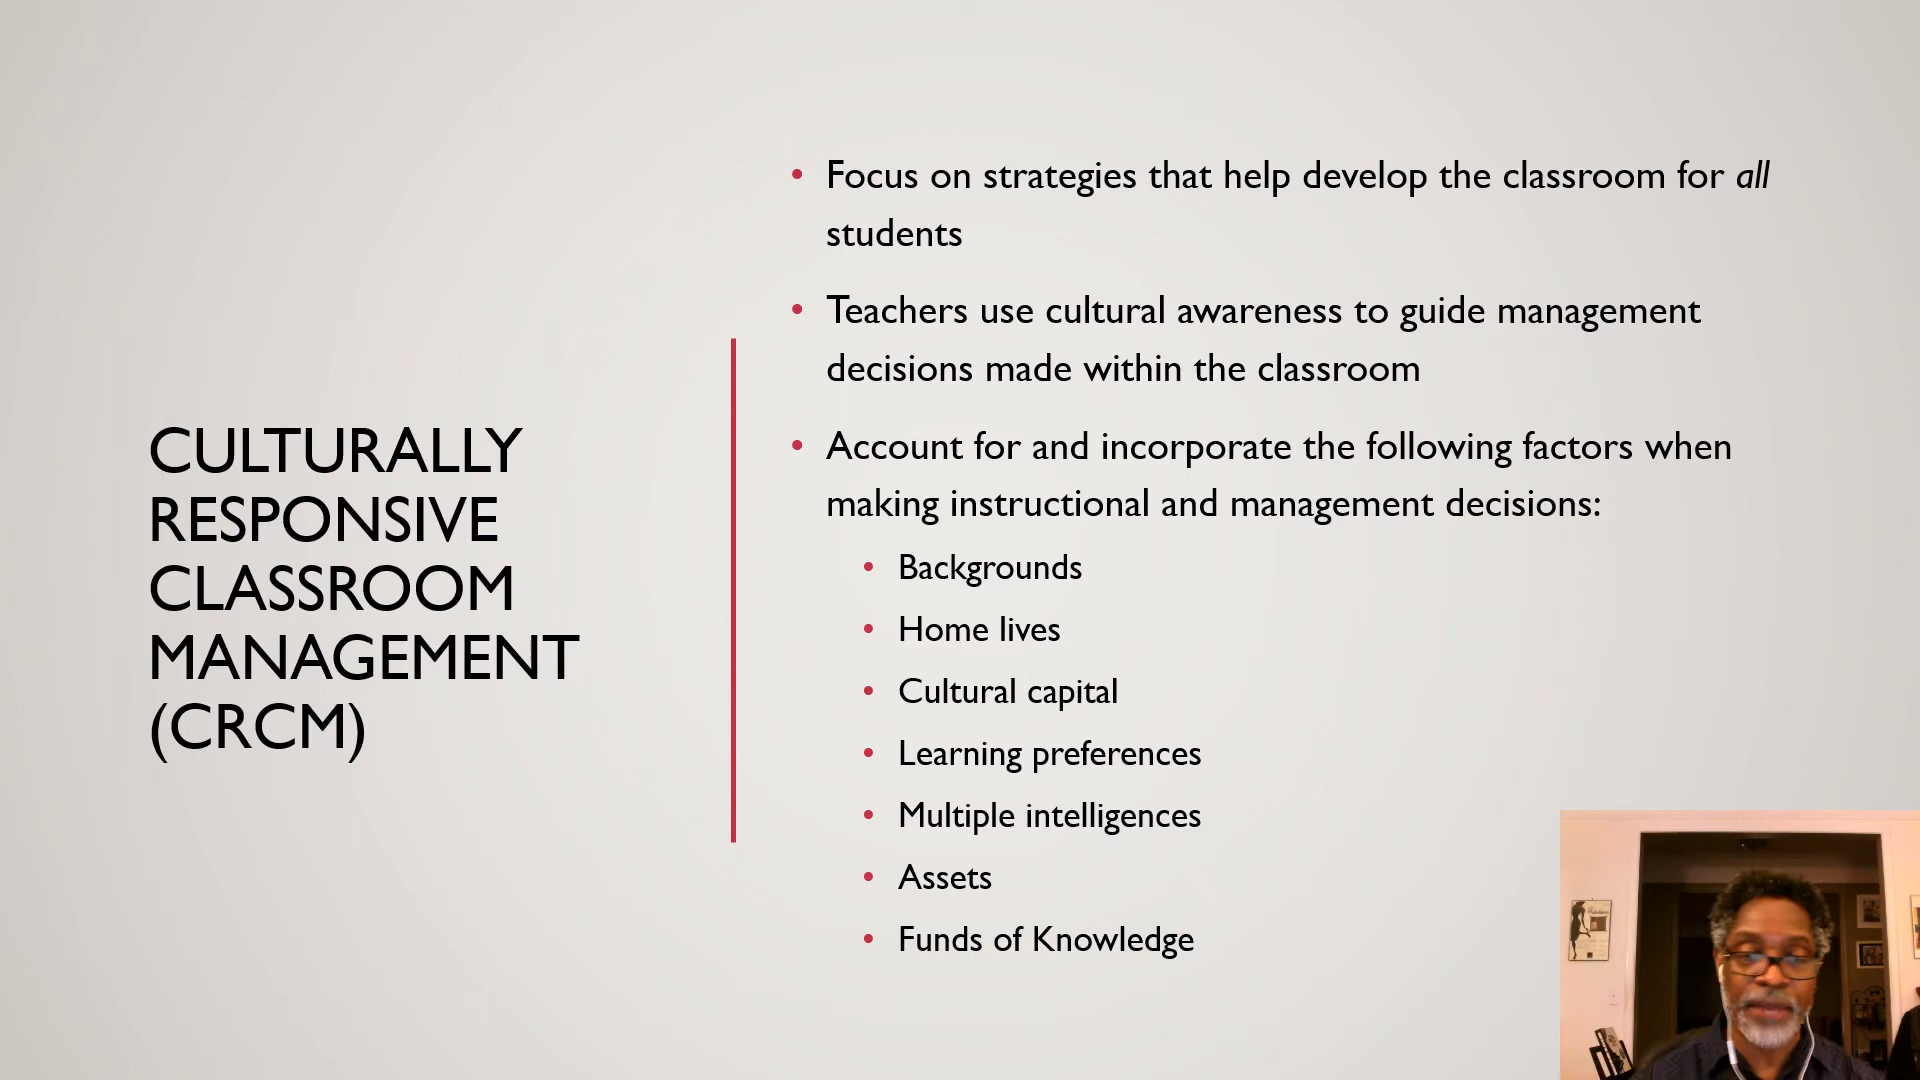 CULTURALLY
RESPONSIVE
CLASSROOM
MANAGEMENT
(CRCM)
• Focus on strategies that help develop the classroom for all
students
• Teachers use cultural awareness to guide management
decisions made within the classroom
• Account for and incorporate the following factors when
making instructional and management decisions:
• Backgrounds
• Home lives
• Cultural capital
• Learning preferences
• Multiple intelligences
• Assets
• Funds of Knowledge